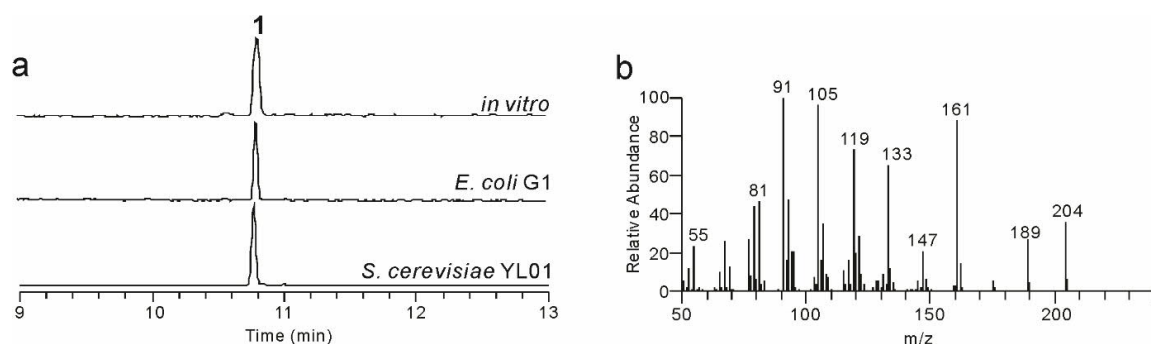 a
1
in vitro
E. coli G1
S. cerevisiae YL01
9 10 11 12 13
Time (min)
b
Relative Abundance
100
80
60
40
20
0
91
105
161
119
133
81
204
189
55
147
50 100 150 200
m/z